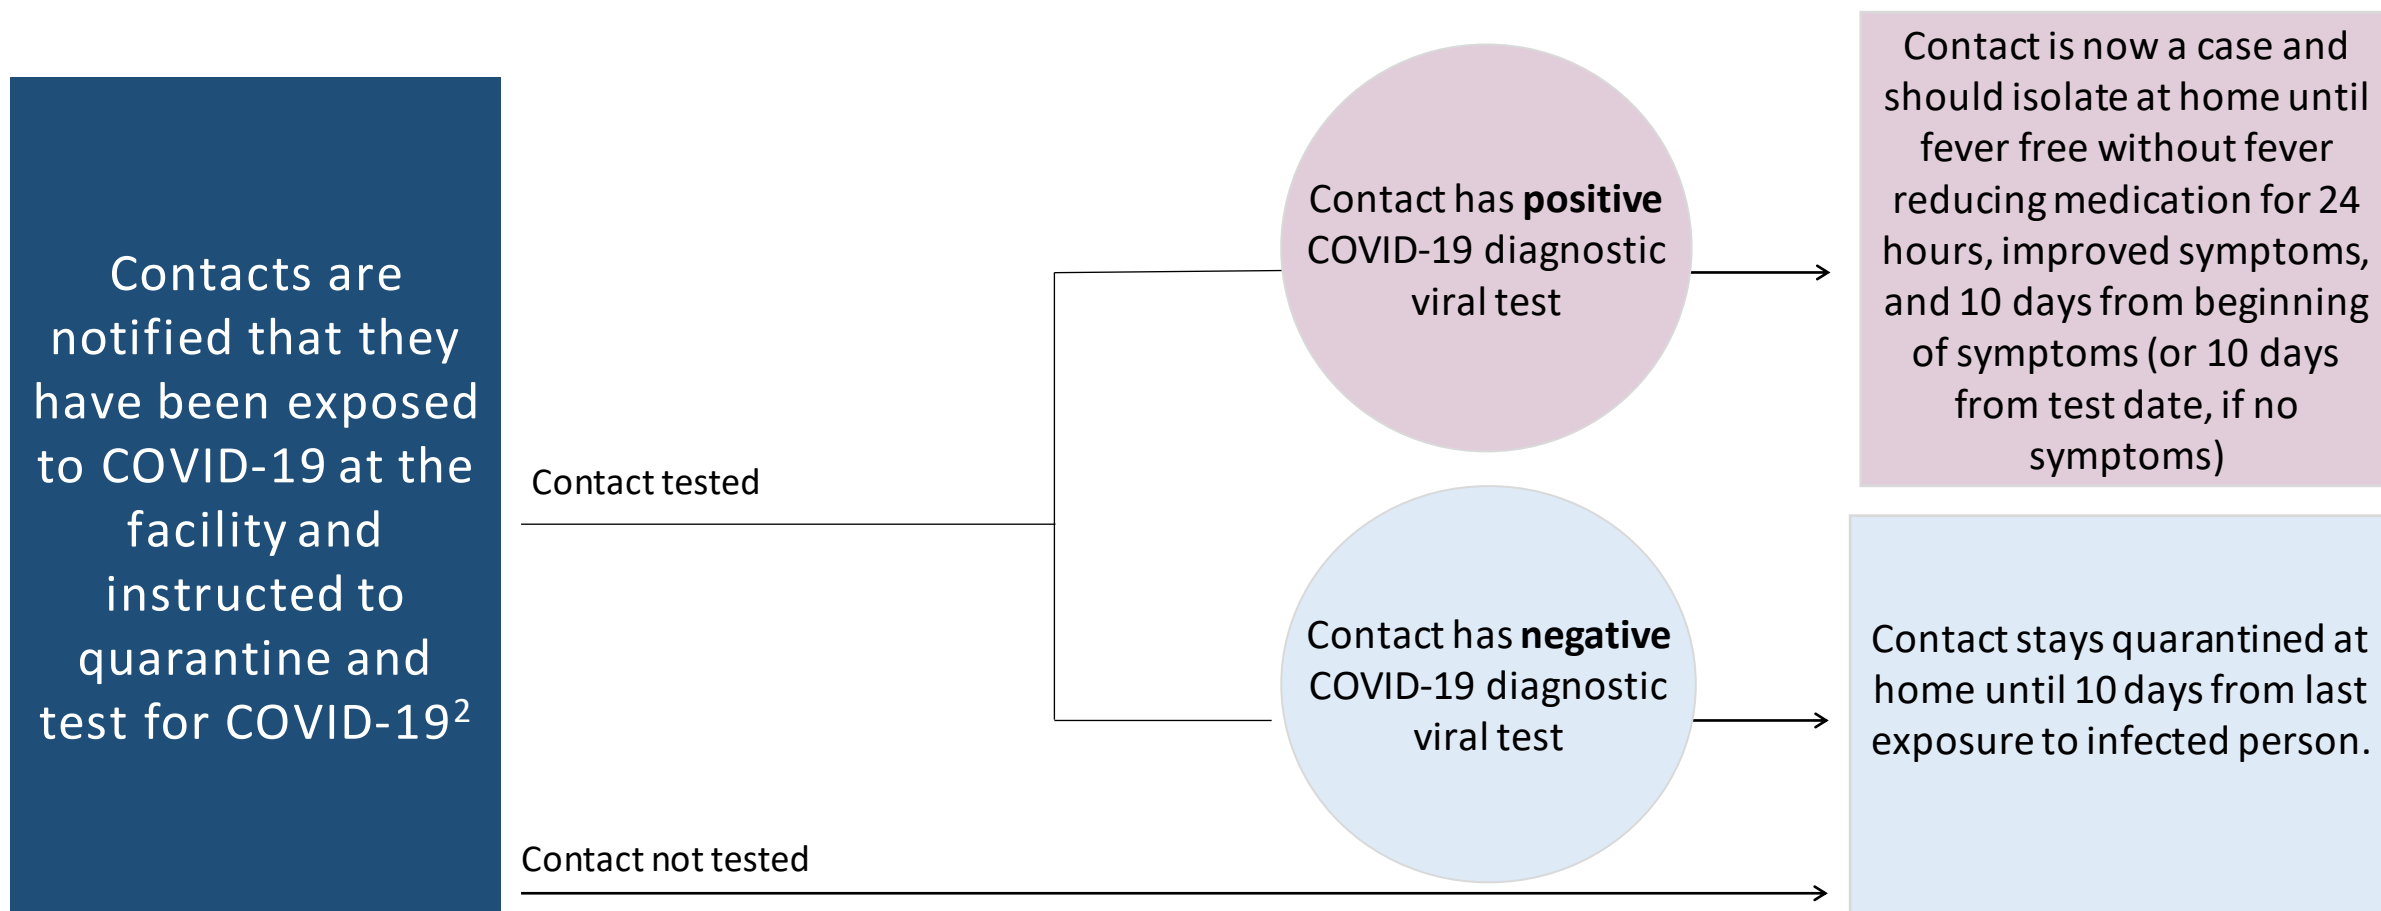 Contacts are
notified that they
have been exposed
to COVID-19 at the
facility and
instructed to
quarantine and
test for COVID-19²
Contact tested
Contact not tested
Contact has positive
COVID-19 diagnostic
viral test
Contact has negative
COVID-19 diagnostic
viral test
Contact is now a case and
should isolate at home until
fever free without fever
reducing medication for 24
hours, improved symptoms,
and 10 days from beginning
of symptoms (or 10 days
from test date, if no
symptoms)
Contact stays quarantined at
home until 10 days from last
exposure to infected person.